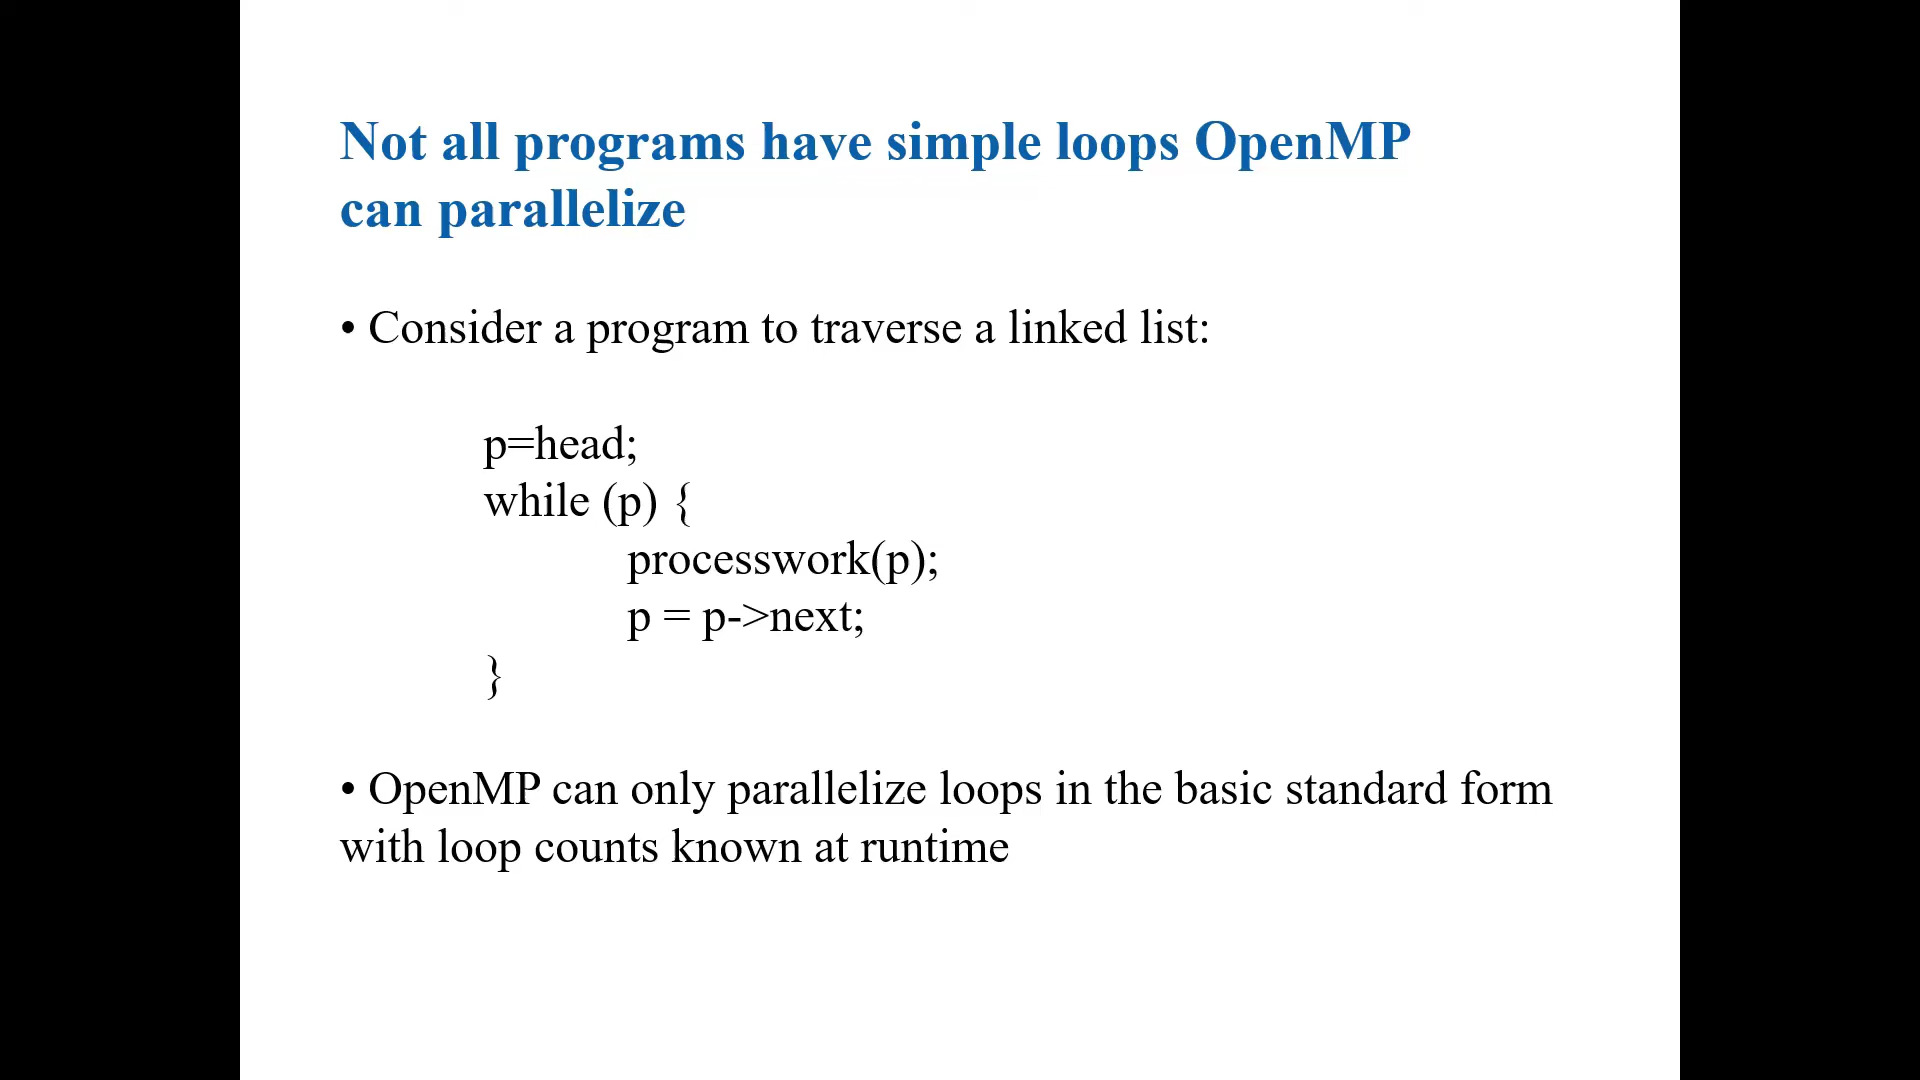 Not all programs have simple loops OpenMP
can parallelize
• Consider a program to traverse a linked list:
p=head;
while (p) {
processwork(p);
p = p->next;
}
• OpenMP can only parallelize loops in the basic standard form
with loop counts known at runtime